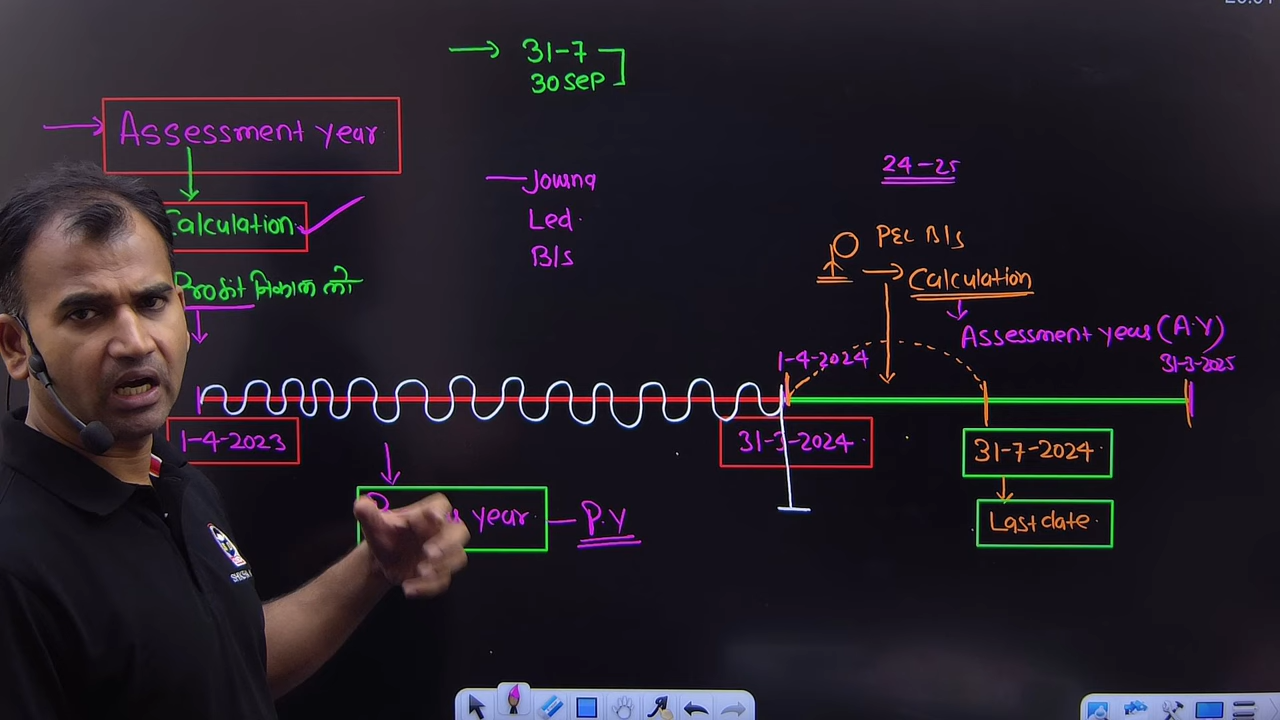 31-7
30 Sep
Assessment year
24-25
Journa
Calculation
Led.
B/s
P&L B/s
Calculation
Profit निकाल लो
Assessment year (A.Y)
1-4-2024
31-3-2025
1-4-2023
31-3-2024
31-7-2024
year - P.Y
Last date